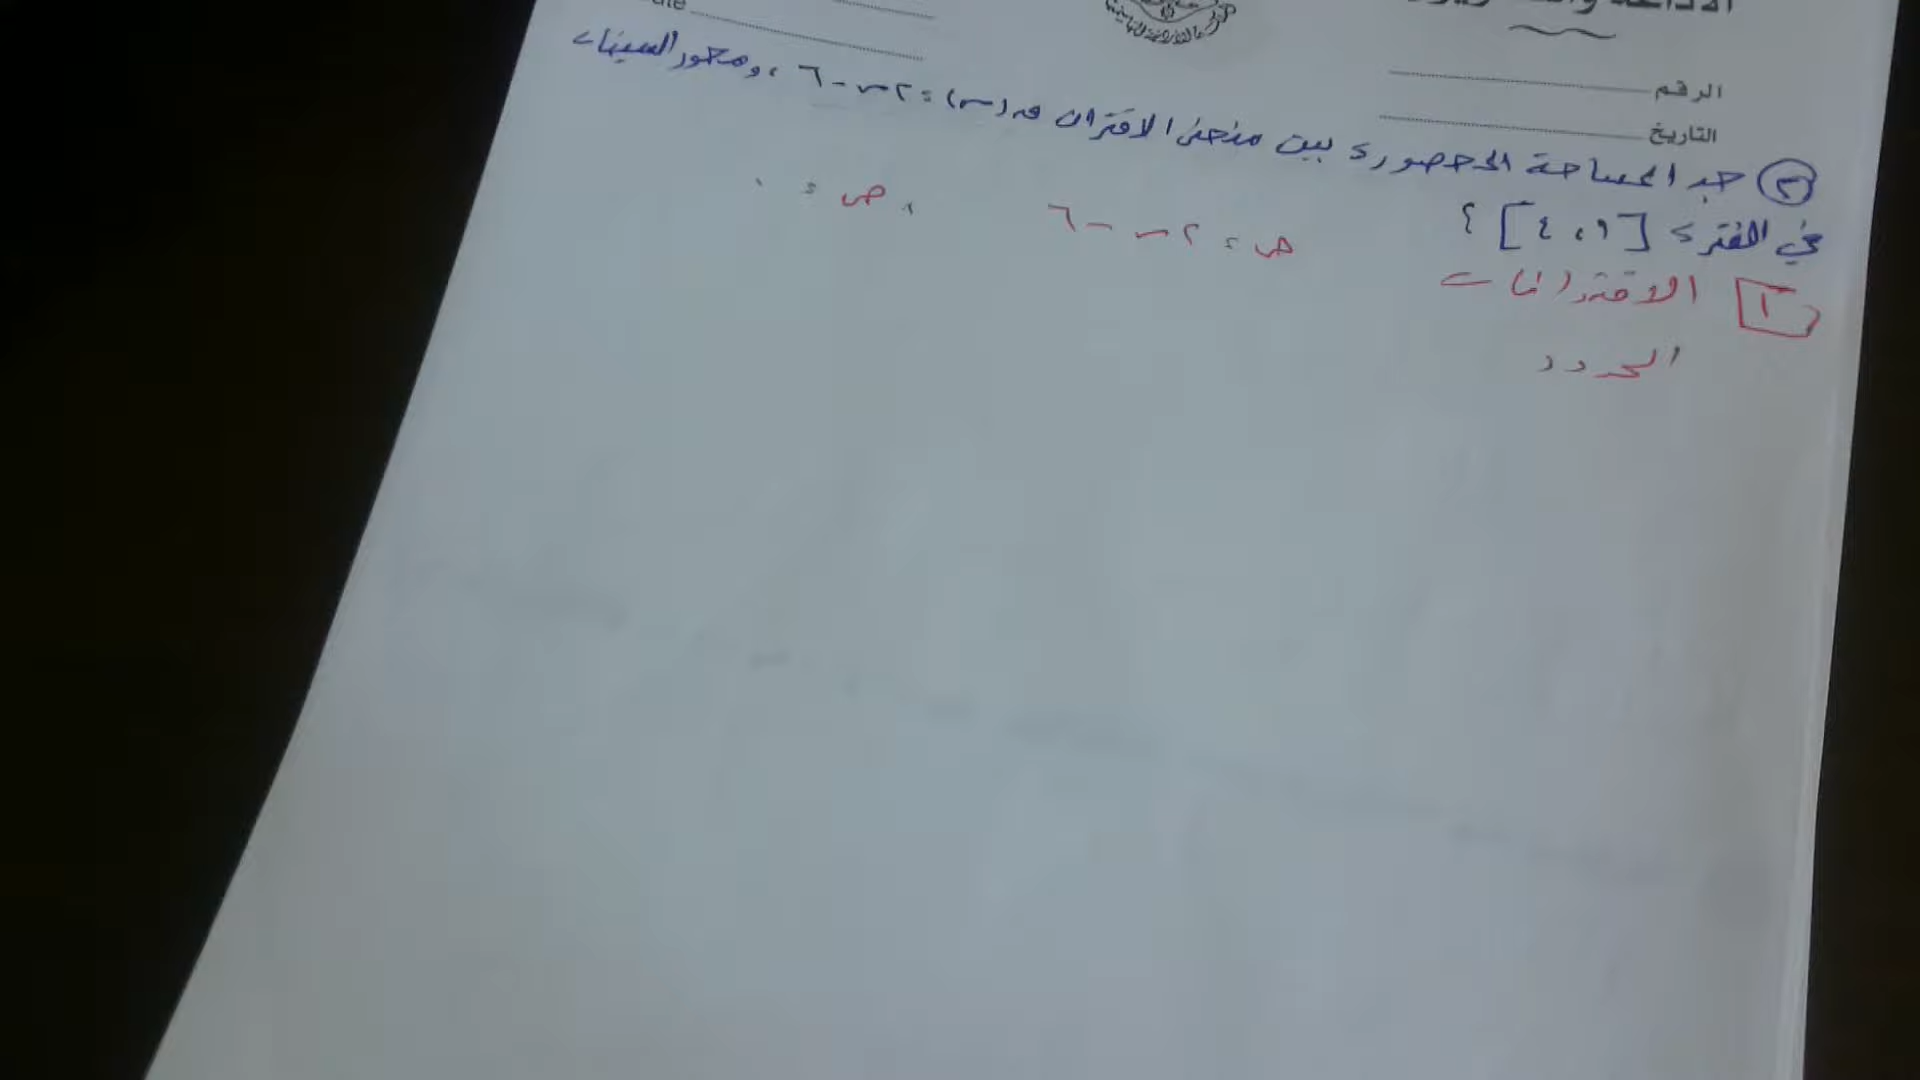 الرقم
التاريخ
٣ جد المساحة المحصورة بين منحنى الاقتران ق(س) = ٢س - ٦ ، ومحور السينات
في الفترة [١، ٤] ؟
١ الاقترانات ص = ٢س - ٦ ، ص = ٠
الحدود